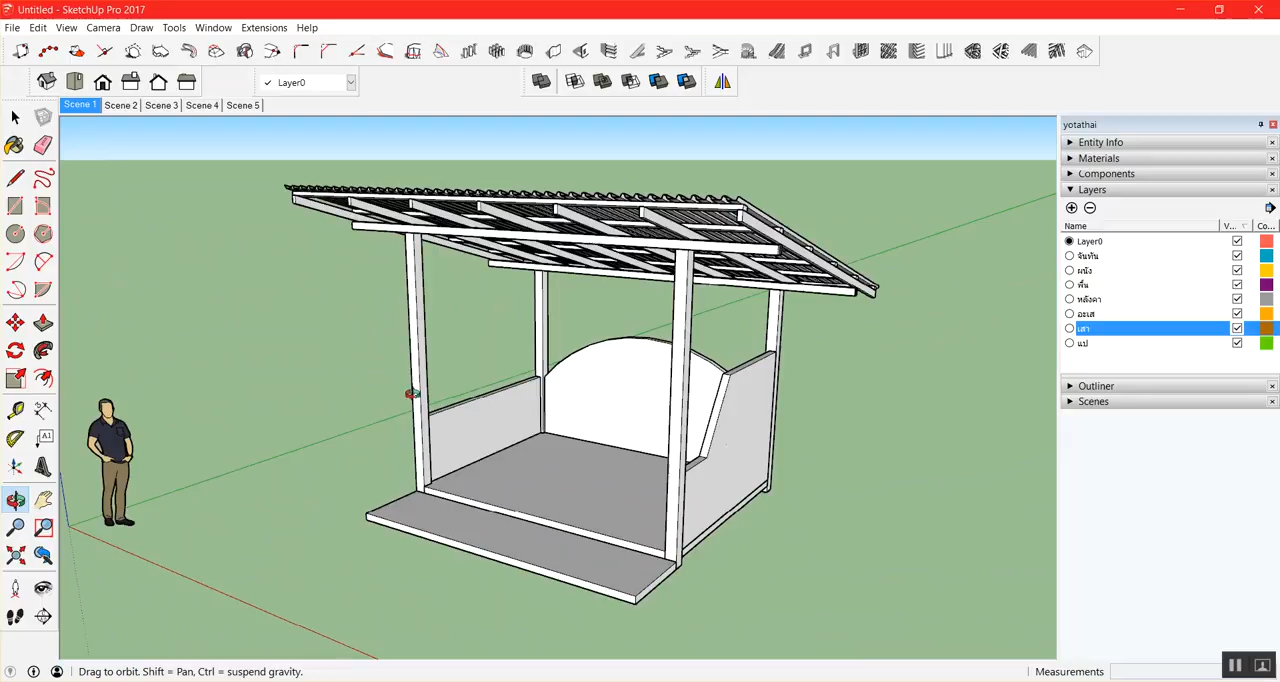 Untitled - SketchUp Pro 2017
File Edit View Camera Draw Tools Window Extensions Help
Layer0
Scene 1 Scene 2 Scene 3 Scene 4 Scene 5
yotathai
Entity Info
Materials
Components
Layers
Name V... Co...
Layer0
จันทัน
ผนัง
พื้น
หลังคา
อะเส
เสา
แป
Outliner
Scenes
A1
Drag to orbit. Shift = Pan, Ctrl = suspend gravity.
Measurements